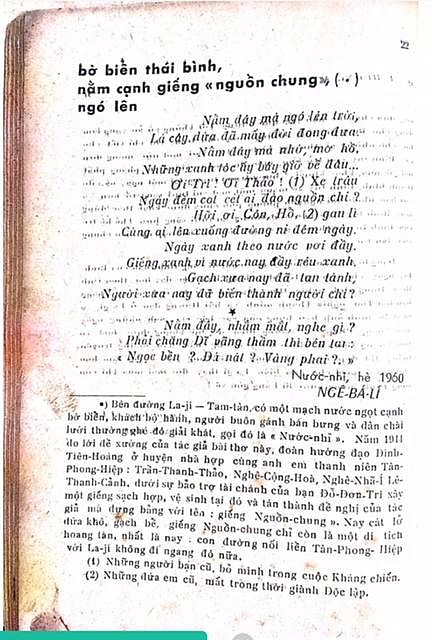 22
bờ biển thái bình,
nằm cạnh giếng «nguồn chung», (•)
ngó lên
Nằm đây mà ngó lên trời,
Lá cây dừa đã mấy đời đong đưa
Nằm đây mà nhớ, mơ hồ,
Những xanh tóc ấy bây giờ về đâu...
Ơi Tri ! Ơi Thảo ! (1) Xe trâu
Ngày đêm cọt cẹt ai đào nguồn chi ?
Hỡi ơi Cón, Hồ, (2) gan lì
Cùng ai lên xuống đường ni đêm ngày.
Ngày xanh theo nước vơi đầy.
Giếng xanh vì nước nay đầy rêu xanh.
Gạch xưa nay đã tan tành,
Người xưa nay dữ biến thành người chi ?
★
Nằm đây, nhắm mắt, nghe gì ?
Phải chăng Dĩ vãng thầm thì bên tai :
« Ngọc bền ? Đá nát ? Vàng phai ?. »
Nước-nhỉ, hè 1960
NGÊ-BÁ-LÍ
•) Bên đường La-ji — Tam-tân, có một mạch nước ngọt cạnh
bờ biển, khách bộ hành, người buôn gánh bán bưng và dân chài
lưới thường ghé đó giải khát, gọi đó là « Nước-nhỉ ». Năm 1944
do lời đề xướng của tác giả bài thơ này, đoàn hướng đạo Đinh-
Tiên-Hoàng ở huyện nhà hợp cùng anh em thanh niên Tân-
Phong-Hiệp : Trần-Thanh-Thảo, Nghê-Cộng-Hoà, Nghê-Nhã-Í Lê-
Thanh-Cảnh, dưới sự bảo trợ tài chánh của bạn Đỗ-Đơn-Trì xây
một giếng sạch hợp, vệ sinh tại đó và tán thành đề nghị của tác
giả mà dựng bảng với tên : giếng Nguồn-chung ». Nay cát lở
dừa khô, gạch bể, giếng Nguồn-chung chỉ còn là một di tích
hoang tàn, nhất là nay : con đường nối liền Tân-Phong-Hiệp
với La-ji không đi ngang đó nữa.
(1) Những người bạn cũ, bỏ mình trong cuộc Kháng chiến.
(2) Những đứa em cũ, mất trong thời giành Độc lập.